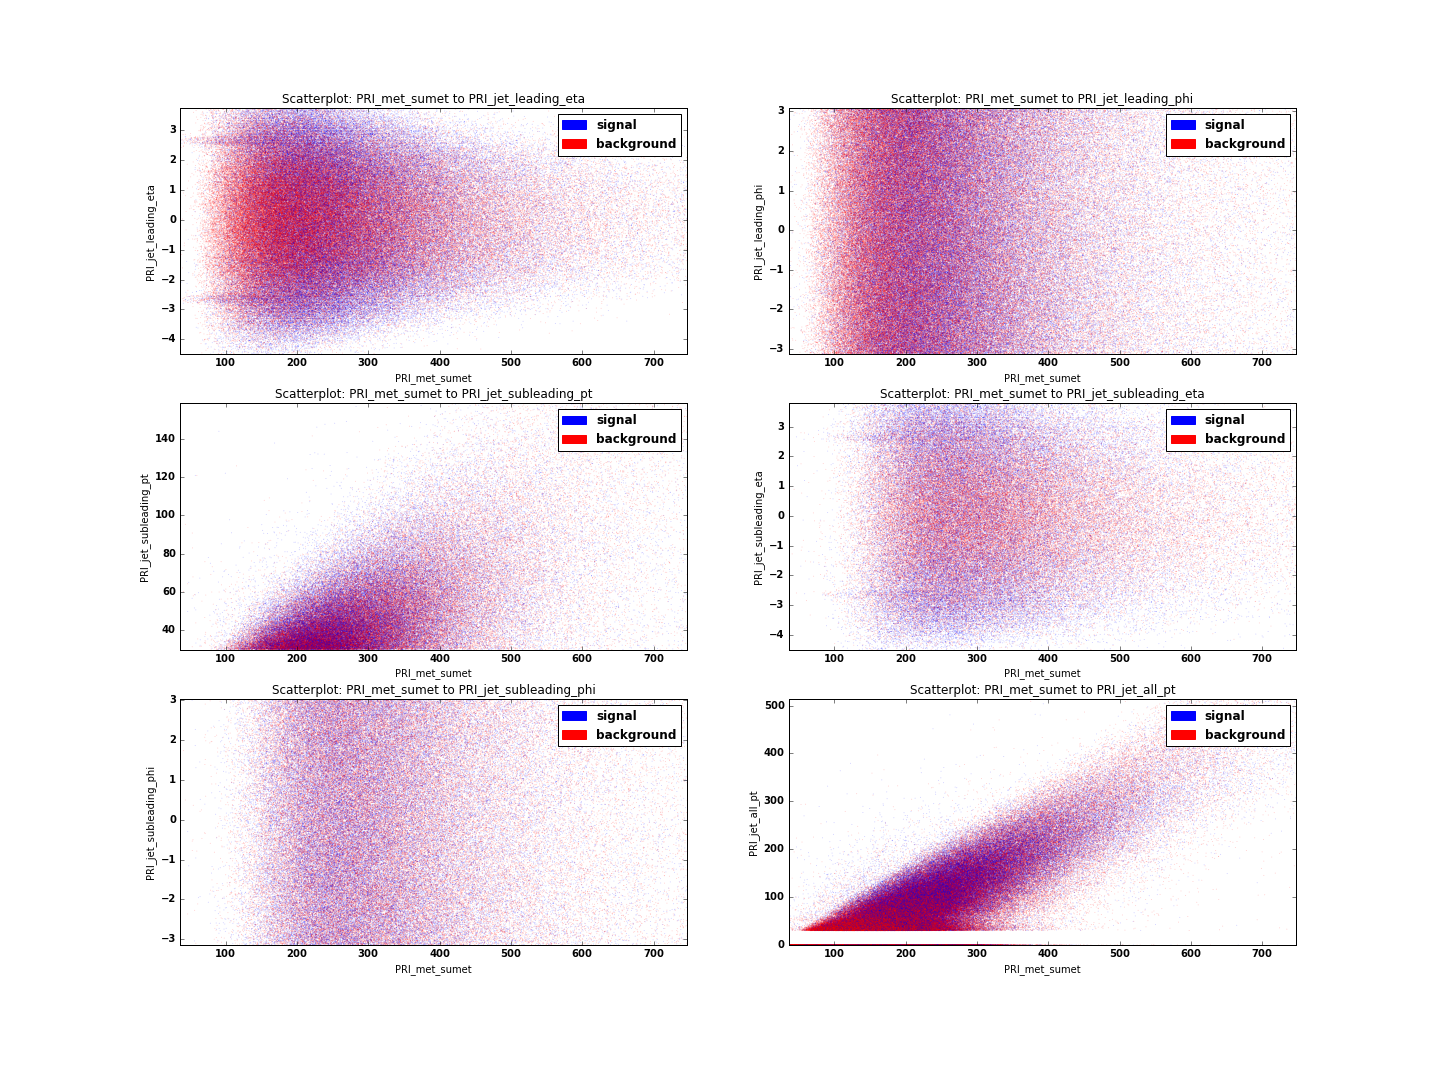 Scatterplot: PRI_met_sumet to PRI_jet_leading_eta
PRI_jet_leading_eta
3
2
1
0
−1
−2
−3
−4
signal
background
100 200 300 400 500 600 700
PRI_met_sumet
Scatterplot: PRI_met_sumet to PRI_jet_leading_phi
PRI_jet_leading_phi
3
2
1
0
−1
−2
−3
signal
background
100 200 300 400 500 600 700
PRI_met_sumet
Scatterplot: PRI_met_sumet to PRI_jet_subleading_pt
PRI_jet_subleading_pt
140
120
100
80
60
40
signal
background
100 200 300 400 500 600 700
PRI_met_sumet
Scatterplot: PRI_met_sumet to PRI_jet_subleading_eta
PRI_jet_subleading_eta
3
2
1
0
−1
−2
−3
−4
signal
background
100 200 300 400 500 600 700
PRI_met_sumet
Scatterplot: PRI_met_sumet to PRI_jet_subleading_phi
PRI_jet_subleading_phi
3
2
1
0
−1
−2
−3
signal
background
100 200 300 400 500 600 700
PRI_met_sumet
Scatterplot: PRI_met_sumet to PRI_jet_all_pt
PRI_jet_all_pt
500
400
300
200
100
0
signal
background
100 200 300 400 500 600 700
PRI_met_sumet